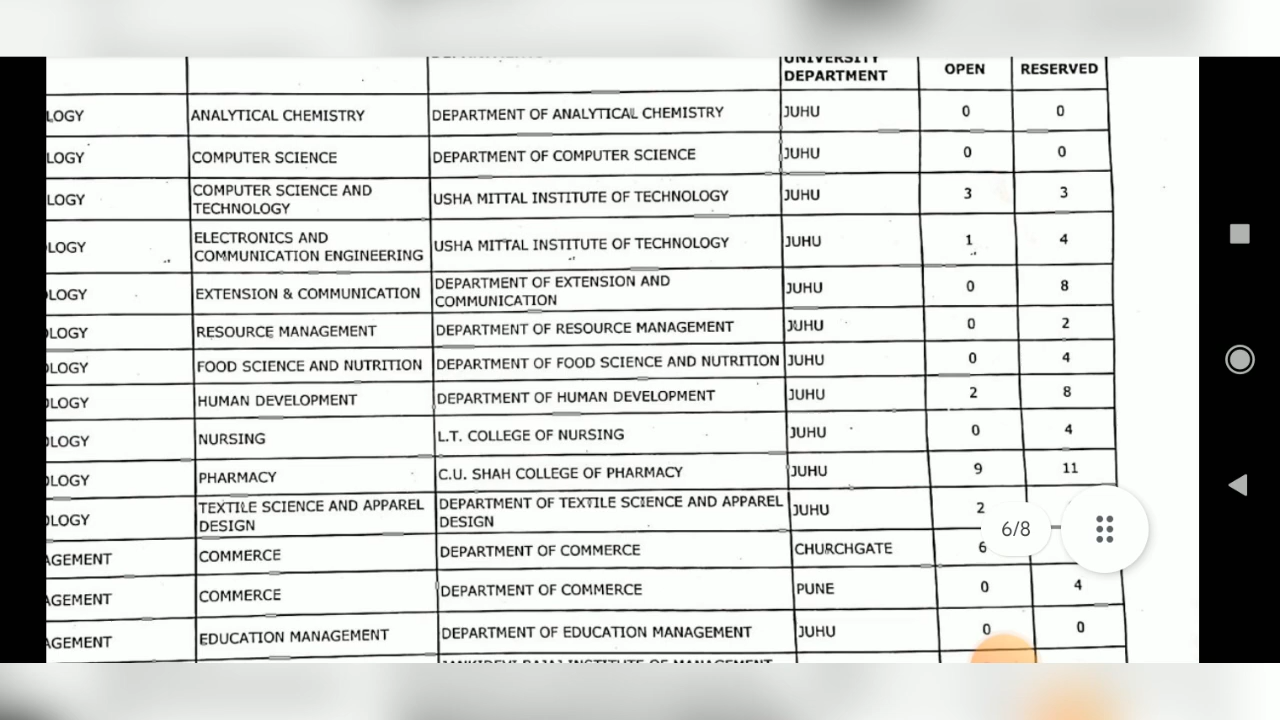 UNIVERSITY
DEPARTMENT OPEN RESERVED
LOGY ANALYTICAL CHEMISTRY DEPARTMENT OF ANALYTICAL CHEMISTRY JUHU 0 0
LOGY COMPUTER SCIENCE DEPARTMENT OF COMPUTER SCIENCE JUHU 0 0
LOGY COMPUTER SCIENCE AND
TECHNOLOGY USHA MITTAL INSTITUTE OF TECHNOLOGY JUHU 3 3
LOGY ELECTRONICS AND
COMMUNICATION ENGINEERING USHA MITTAL INSTITUTE OF TECHNOLOGY JUHU 1 4
OLOGY EXTENSION & COMMUNICATION DEPARTMENT OF EXTENSION AND
COMMUNICATION JUHU 0 8
OLOGY RESOURCE MANAGEMENT DEPARTMENT OF RESOURCE MANAGEMENT JUHU 0 2
OLOGY FOOD SCIENCE AND NUTRITION DEPARTMENT OF FOOD SCIENCE AND NUTRITION JUHU 0 4
OLOGY HUMAN DEVELOPMENT DEPARTMENT OF HUMAN DEVELOPMENT JUHU 2 8
OLOGY NURSING L.T. COLLEGE OF NURSING JUHU 0 4
OLOGY PHARMACY C.U. SHAH COLLEGE OF PHARMACY JUHU 9 11
OLOGY TEXTILE SCIENCE AND APPAREL
DESIGN DEPARTMENT OF TEXTILE SCIENCE AND APPAREL
DESIGN JUHU 2
6/8
AGEMENT COMMERCE DEPARTMENT OF COMMERCE CHURCHGATE 6
AGEMENT COMMERCE DEPARTMENT OF COMMERCE PUNE 0 4
AGEMENT EDUCATION MANAGEMENT DEPARTMENT OF EDUCATION MANAGEMENT JUHU 0 0